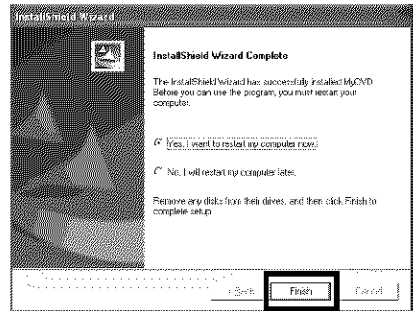 InstallShield Wizard
InstallShield Wizard Complete
The InstallShield Wizard has successfully installed MyDVD.
Before you can use the program, you must restart your
computer.
Yes, I want to restart my computer now.
No, I will restart my computer later.
Remove any disks from their drives, and then click Finish to
complete setup.
< Back
Finish
Cancel